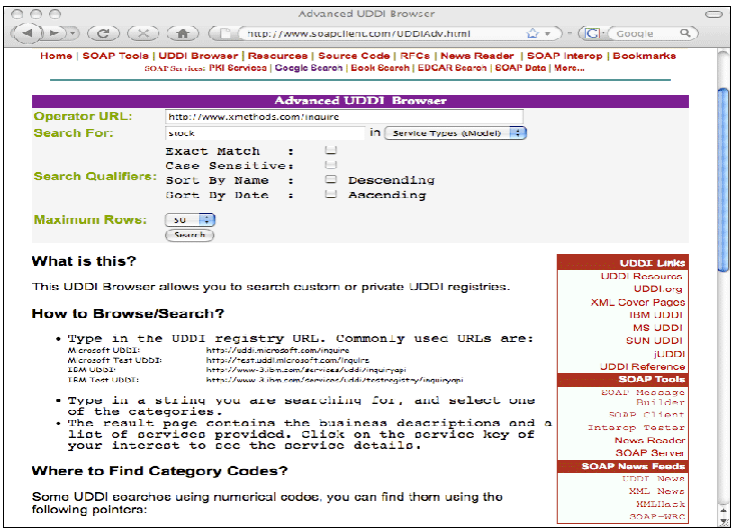 Advanced UDDI Browser
http://www.soapclient.com/UDDIAdv.html
Google
Home | SOAP Tools | UDDI Browser | Resources | Source Code | RFCs | News Reader | SOAP Interop | Bookmarks
SOAP Services: PKI Services | Google Search | Book Search | EDGAR Search | SOAP Data | More...
Advanced UDDI Browser
Operator URL: http://www.xmethods.com/inquire
Search For: stock in Service Types (tModel)
Exact Match :
Case Sensitive:
Search Qualifiers: Sort By Name : Descending
Sort By Date : Ascending
Maximum Rows: 50
Search
What is this?
This UDDI Browser allows you to search custom or private UDDI registries.
How to Browse/Search?
• Type in the UDDI registry URL. Commonly used URLs are:
Microsoft UDDI: http://uddi.microsoft.com/inquire
Microsoft Test UDDI: http://test.uddi.microsoft.com/inquire
IBM UDDI: http://www-3.ibm.com/services/uddi/inquiryapi
IBM Test UDDI: http://www-3.ibm.com/services/uddi/testregistry/inquiryapi
• Type in a string you are searching for, and select one
of the categories.
• The result page contains the business descriptions and a
list of services provided. Click on the service key of
your interest to see the service details.
Where to Find Category Codes?
Some UDDI searches using numerical codes, you can find them using the
following pointers:
UDDI Links
UDDI Resource
UDDI.org
XML Cover Pages
IBM UDDI
MS UDDI
SUN UDDI
jUDDI
UDDI Reference
SOAP Tools
SOAP Message
Builder
SOAP Client
Interop Tester
News Reader
SOAP Server
SOAP News Feeds
UDDI News
XML News
XMLHack
SOAP-WRC